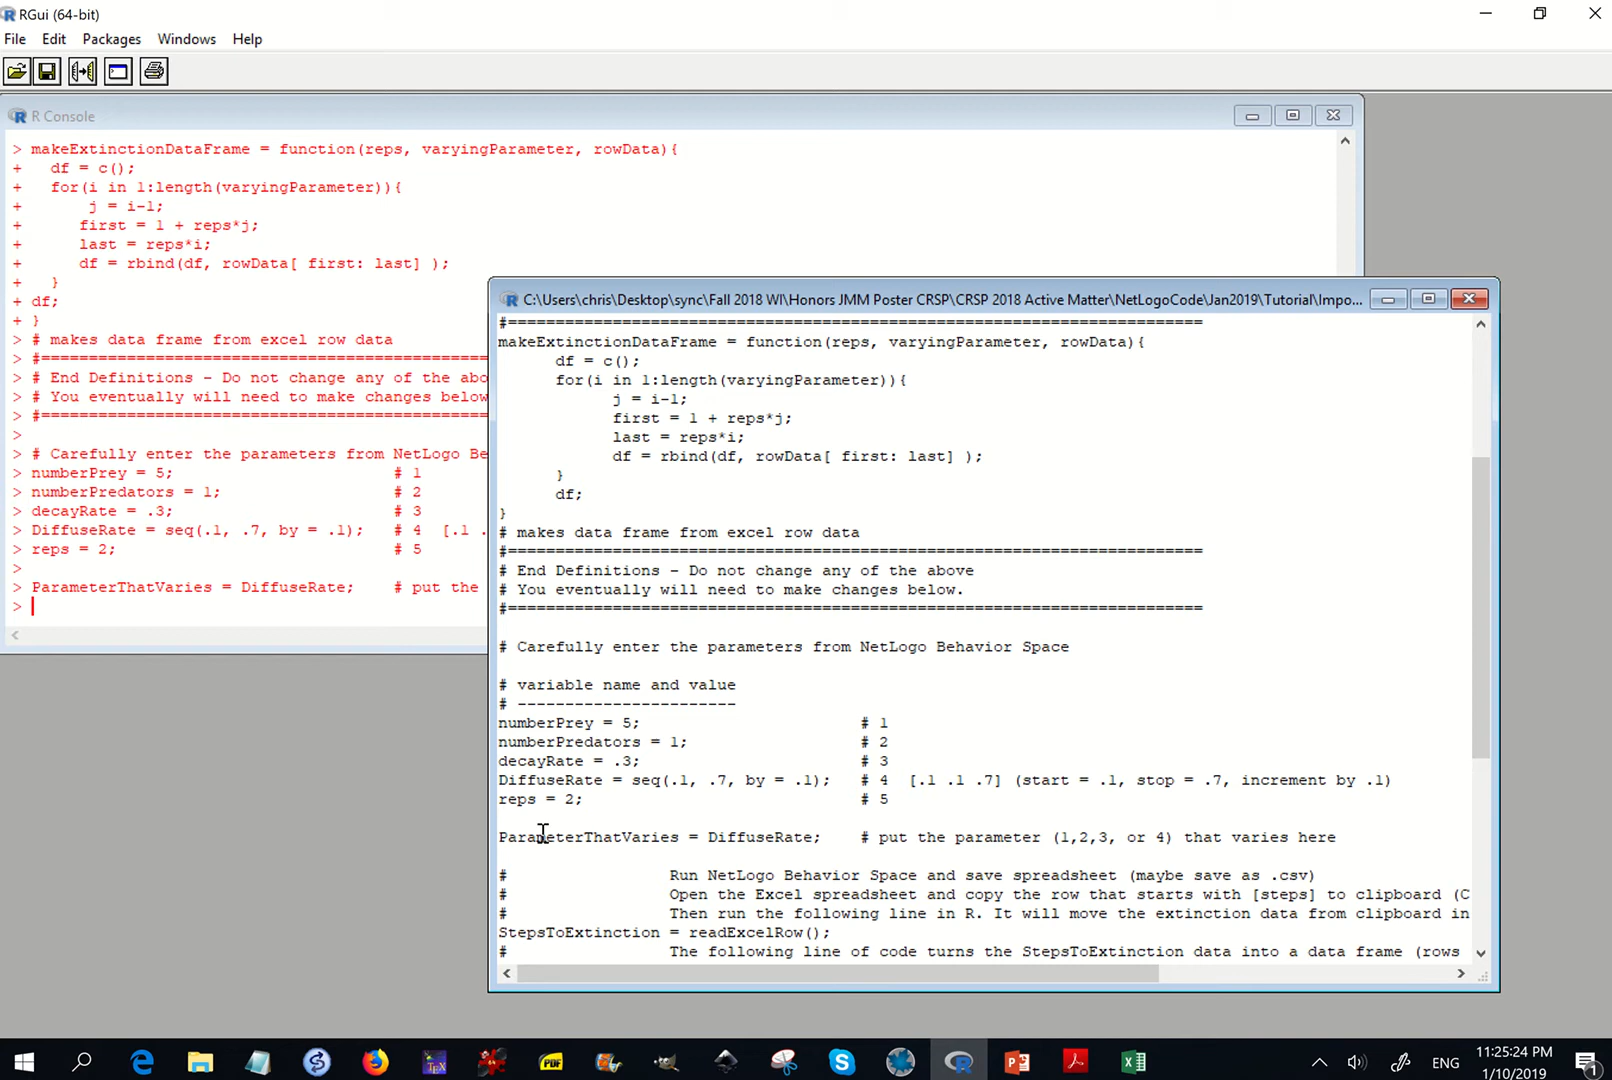 RGui (64-bit)
File Edit Packages Windows Help
R Console
> makeExtinctionDataFrame = function(reps, varyingParameter, rowData){
+ df = c();
+ for(i in 1:length(varyingParameter)){
+ j = i-1;
+ first = 1 + reps*j;
+ last = reps*i;
+ df = rbind(df, rowData[ first: last] );
+ }
+ df;
+ }
> # makes data frame from excel row data
> #================================================
> # End Definitions - Do not change any of the abo
> # You eventually will need to make changes below
> #================================================
>
> # Carefully enter the parameters from NetLogo Be
> numberPrey = 5; # 1
> numberPredators = 1; # 2
> decayRate = .3; # 3
> DiffuseRate = seq(.1, .7, by = .1); # 4 [.1 .
> reps = 2; # 5
>
> ParameterThatVaries = DiffuseRate; # put the
>
C:\Users\chris\Desktop\sync\Fall 2018 WI\Honors JMM Poster CRSP\CRSP 2018 Active Matter\NetLogoCode\Jan2019\Tutorial\Impo...
#=========================================================================
makeExtinctionDataFrame = function(reps, varyingParameter, rowData){
df = c();
for(i in 1:length(varyingParameter)){
j = i-1;
first = 1 + reps*j;
last = reps*i;
df = rbind(df, rowData[ first: last] );
}
df;
}
# makes data frame from excel row data
#=========================================================================
# End Definitions - Do not change any of the above
# You eventually will need to make changes below.
#=========================================================================
# Carefully enter the parameters from NetLogo Behavior Space
# variable name and value
# -----------------------
numberPrey = 5; # 1
numberPredators = 1; # 2
decayRate = .3; # 3
DiffuseRate = seq(.1, .7, by = .1); # 4 [.1 .1 .7] (start = .1, stop = .7, increment by .1)
reps = 2; # 5
ParameterThatVaries = DiffuseRate; # put the parameter (1,2,3, or 4) that varies here
# Run NetLogo Behavior Space and save spreadsheet (maybe save as .csv)
# Open the Excel spreadsheet and copy the row that starts with [steps] to clipboard (C
# Then run the following line in R. It will move the extinction data from clipboard in
StepsToExtinction = readExcelRow();
# The following line of code turns the StepsToExtinction data into a data frame (rows
ENG
11:25:24 PM
1/10/2019